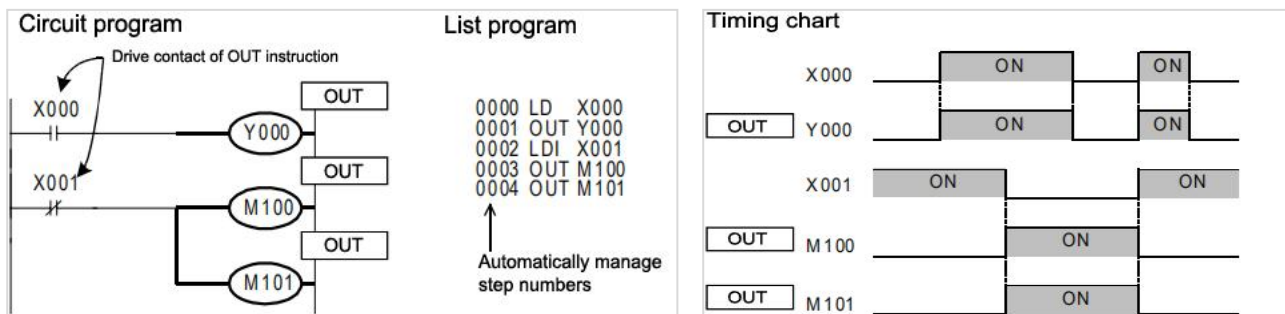 Circuit program
Drive contact of OUT instruction
OUT
X000
Y000
OUT
X001
M100
OUT
M101
List program
0000 LD X000
0001 OUT Y000
0002 LDI X001
0003 OUT M100
0004 OUT M101
Automatically manage
step numbers
Timing chart
X000 ON ON
OUT Y000 ON ON
X001 ON ON
OUT M100 ON
OUT M101 ON